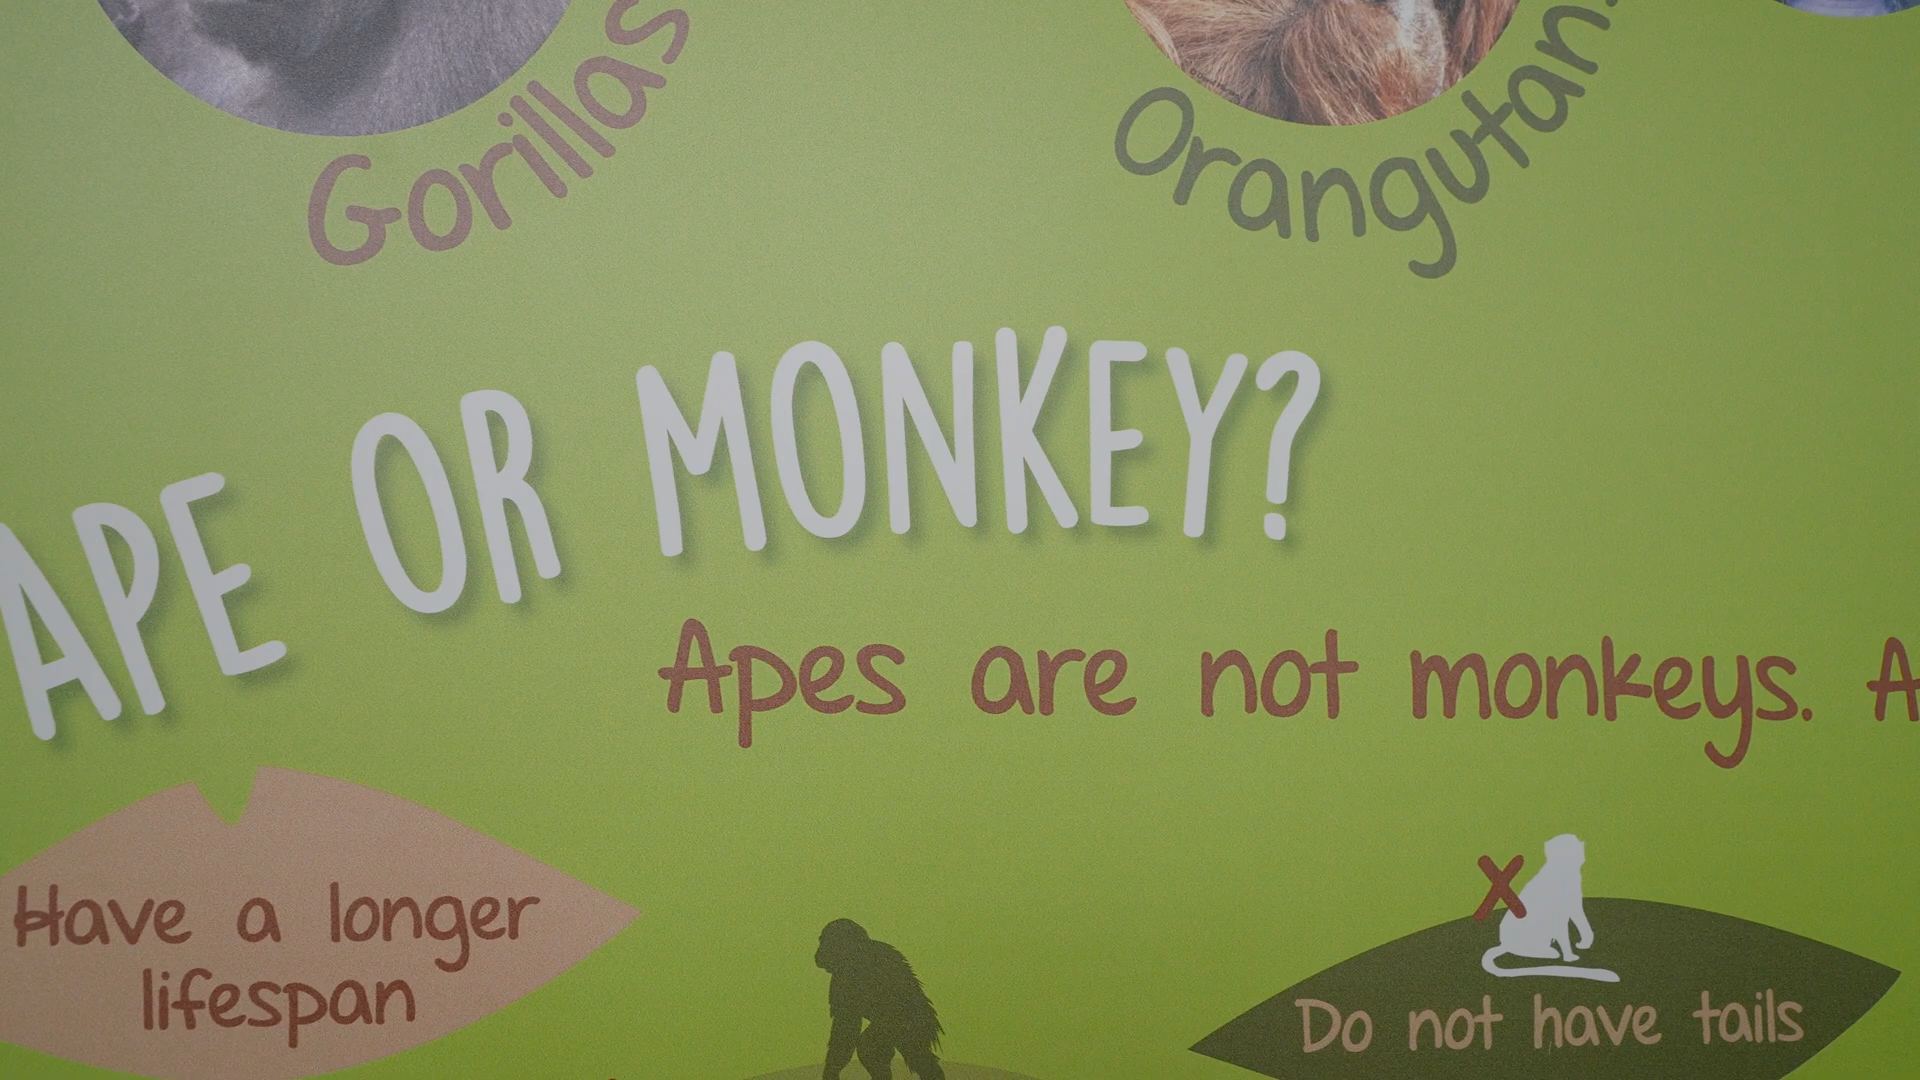 Gorillas
Orangutan
APE OR MONKEY?
Apes are not monkeys. A
Have a longer
lifespan
X
Do not have tails